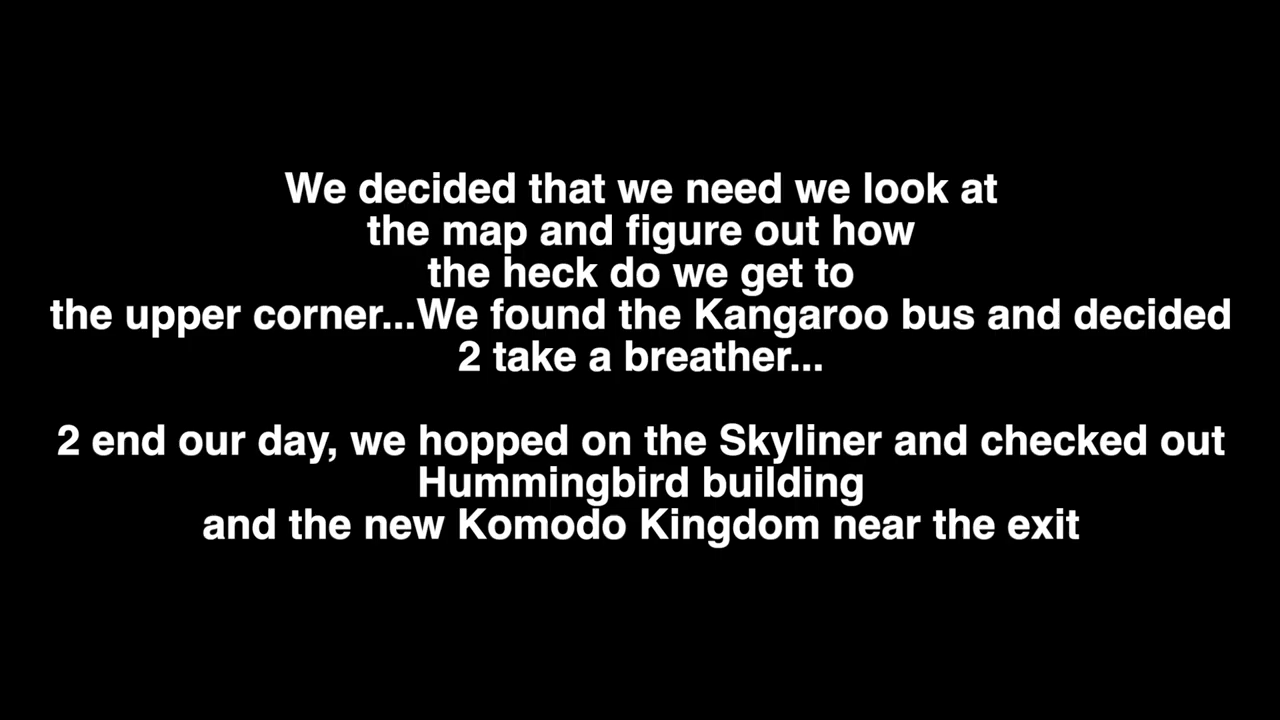 We decided that we need we look at
the map and figure out how
the heck do we get to
the upper corner...We found the Kangaroo bus and decided
2 take a breather...
2 end our day, we hopped on the Skyliner and checked out
Hummingbird building
and the new Komodo Kingdom near the exit